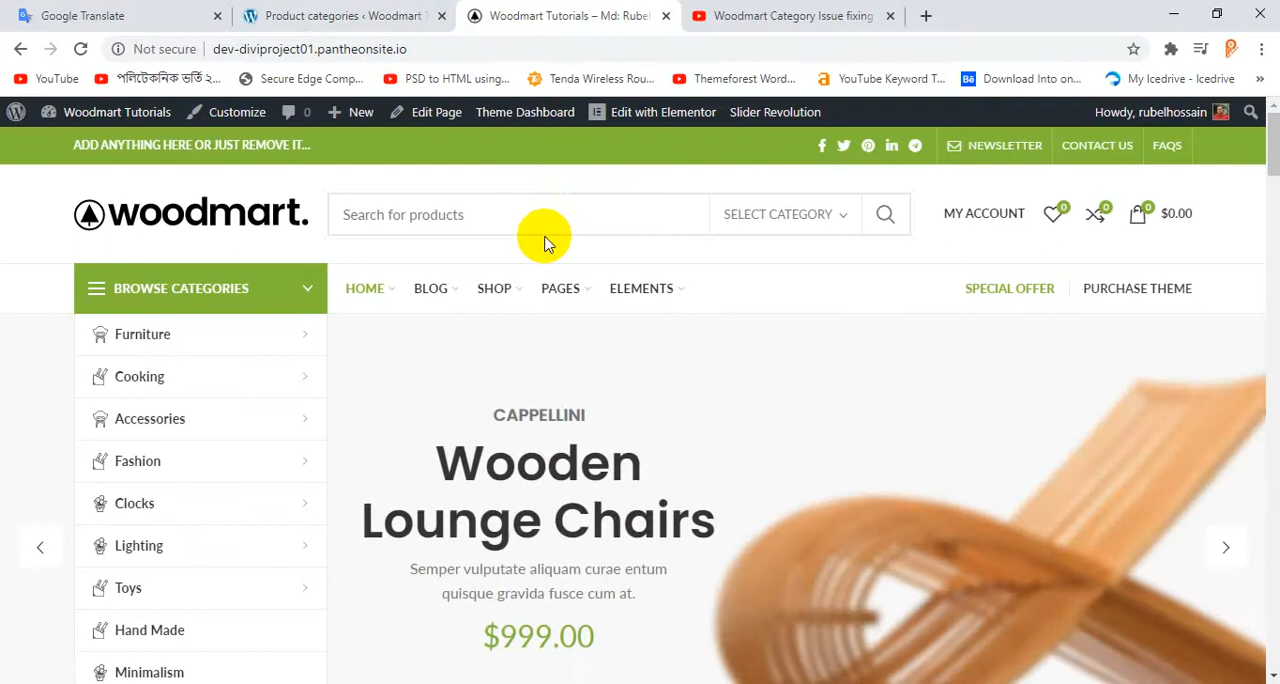 Google Translate
Product categories ‹ Woodmart T
Woodmart Tutorials – Md: Rubel
Woodmart Category Issue fixing
Not secure
dev-diviproject01.pantheonsite.io
YouTube
পলিটেকনিক ভর্তি ২...
Secure Edge Comp...
PSD to HTML using...
Tenda Wireless Rou...
Themeforest Word...
YouTube Keyword T...
Download Into on...
My Icedrive - Icedrive
Woodmart Tutorials
Customize
0
New
Edit Page
Theme Dashboard
Edit with Elementor
Slider Revolution
Howdy, rubelhossain
ADD ANYTHING HERE OR JUST REMOVE IT...
NEWSLETTER
CONTACT US
FAQS
woodmart.
Search for products
SELECT CATEGORY
MY ACCOUNT
0
0
0
$0.00
BROWSE CATEGORIES
HOME
BLOG
SHOP
PAGES
ELEMENTS
SPECIAL OFFER
PURCHASE THEME
Furniture
Cooking
Accessories
Fashion
Clocks
Lighting
Toys
Hand Made
Minimalism
CAPPELLINI
Wooden
Lounge Chairs
Semper vulputate aliquam curae entum
quisque gravida fusce cum at.
$999.00